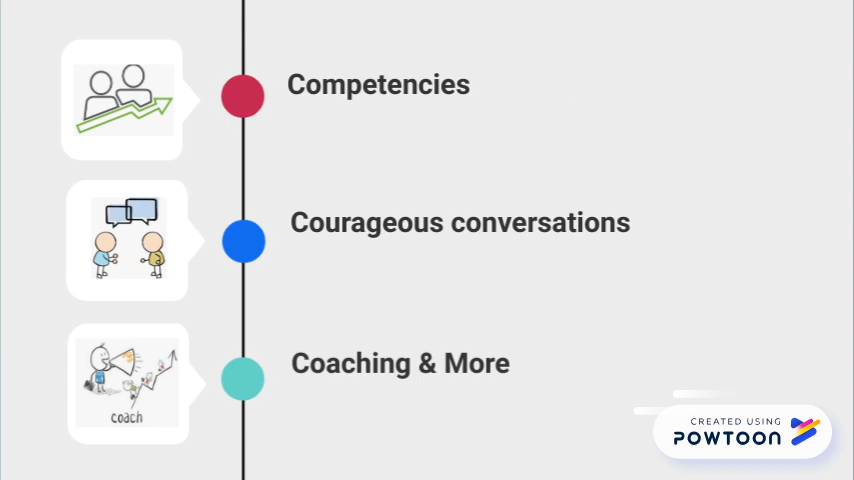 Competencies
Courageous conversations
Coaching & More
coach
CREATED USING
POWTOON